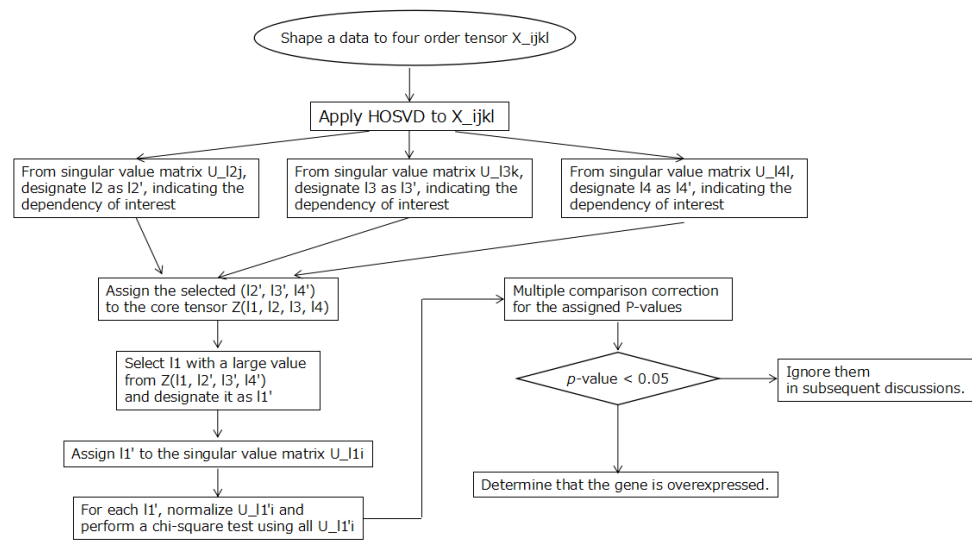 Shape a data to four order tensor X_ijkl
Apply HOSVD to X_ijkl
From singular value matrix U_l2j,
designate l2 as l2', indicating the
dependency of interest
From singular value matrix U_l3k,
designate l3 as l3', indicating the
dependency of interest
From singular value matrix U_l4l,
designate l4 as l4', indicating the
dependency of interest
Assign the selected (l2', l3', l4')
to the core tensor Z(l1, l2, l3, l4)
Select l1 with a large value
from Z(l1, l2', l3', l4')
and designate it as l1'
Assign l1' to the singular value matrix U_l1i
For each l1', normalize U_l1'i and
perform a chi-square test using all U_l1'i
Multiple comparison correction
for the assigned P-values
p-value < 0.05
Ignore them
in subsequent discussions.
Determine that the gene is overexpressed.